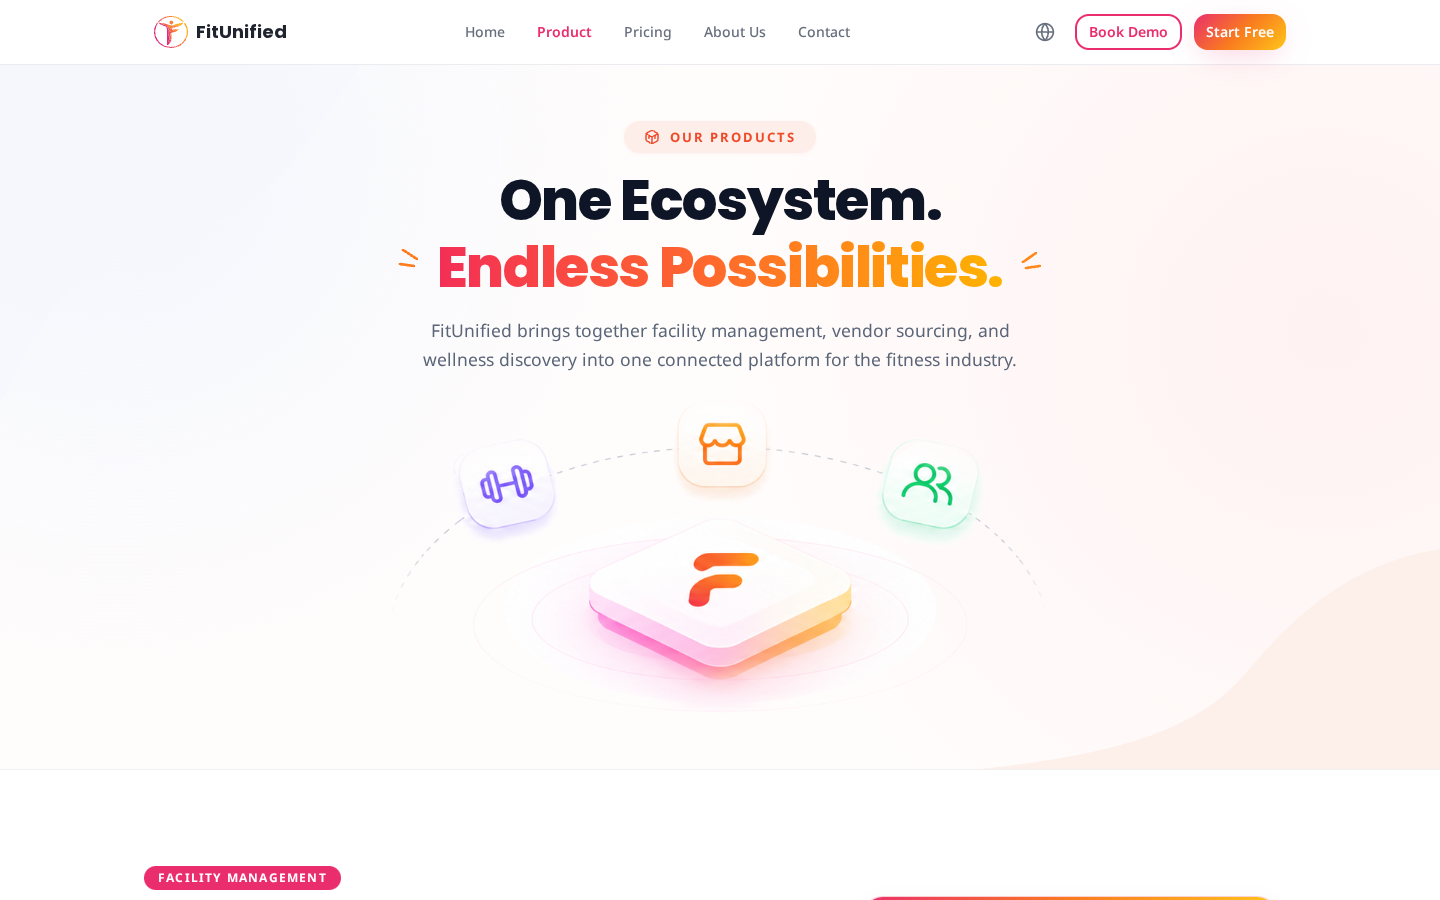 FitUnified
Home
Product
Pricing
About Us
Contact
Book Demo
Start Free
OUR PRODUCTS
One Ecosystem.
Endless Possibilities.
FitUnified brings together facility management, vendor sourcing, and
wellness discovery into one connected platform for the fitness industry.
FACILITY MANAGEMENT